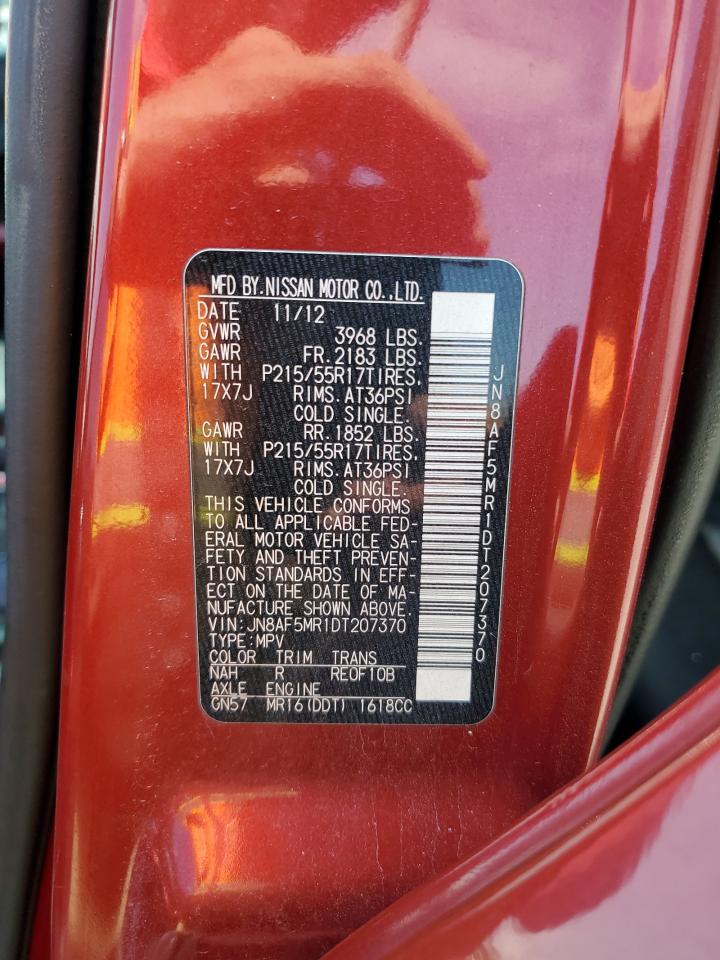 MFD BY.NISSAN MOTOR CO.,LTD.
DATE 11/12
GVWR 3968 LBS.
GAWR FR.2183 LBS.
WITH P215/55R17TIRES,
17X7J RIMS.AT36PSI
COLD SINGLE.
GAWR RR.1852 LBS.
WITH P215/55R17TIRES.
17X7J RIMS.AT36PSI
COLD SINGLE.
THIS VEHICLE CONFORMS
TO ALL APPLICABLE FED-
ERAL MOTOR VEHICLE SA-
FETY AND THEFT PREVEN-
TION STANDARDS IN EFF-
ECT ON THE DATE OF MA-
NUFACTURE SHOWN ABOVE.
VIN:JN8AF5MR1DT207370
TYPE:MPV
COLOR TRIM TRANS
NAH R RE0F10B
AXLE ENGINE
GN57 MR16(DDT) 1618CC
JN8AF5MR1DT207370